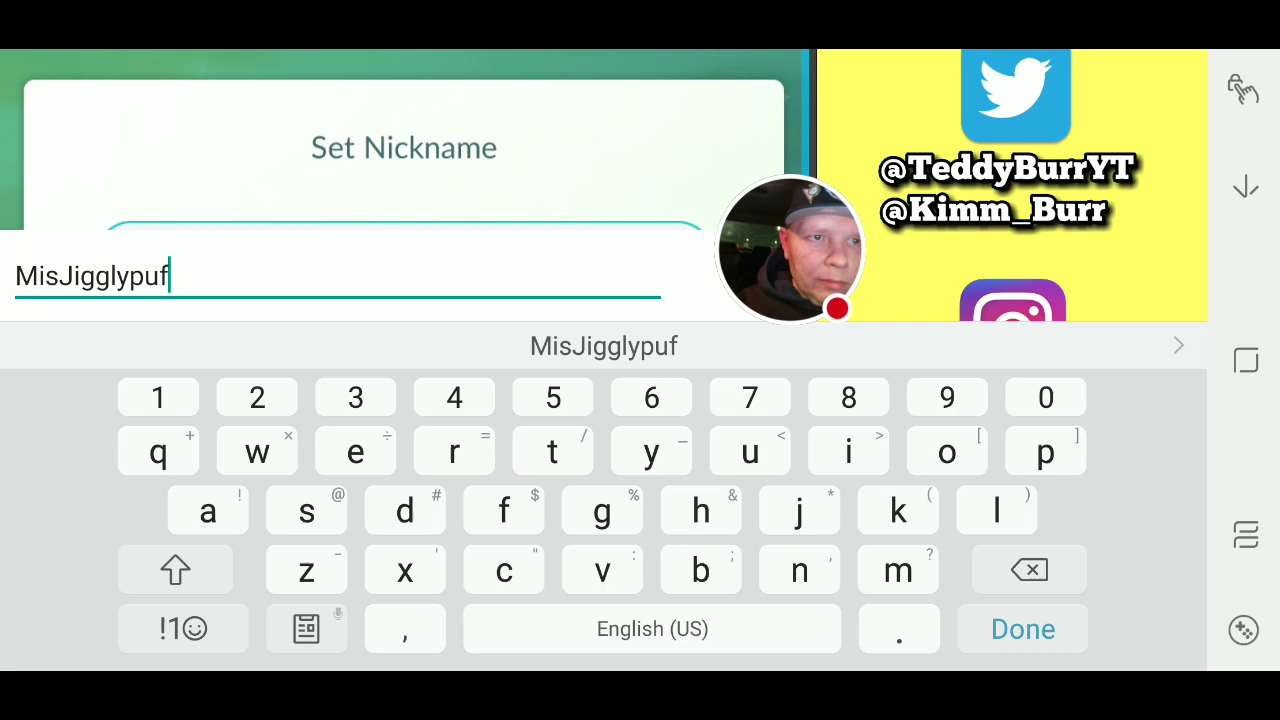 Set Nickname
@TeddyBurrYT
@Kimm_Burr
MisJigglypuf
MisJigglypuf
1 2 3 4 5 6 7 8 9 0
q + w × e ÷ r = t / y _ u < i > o [ p ]
a ! s @ d # f $ g % h & j * k ( l )
z - x ' c " v : b ; n , m ?
!1☺ , English (US) . Done